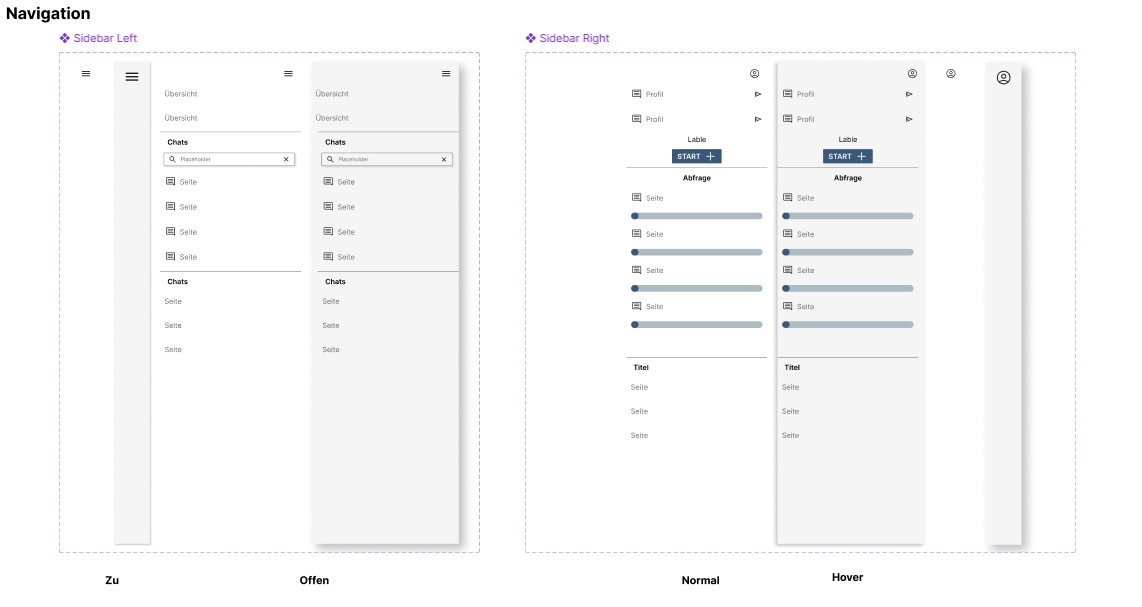 Navigation
Sidebar Left
Übersicht
Übersicht
Chats
Placeholder
Seite
Seite
Seite
Seite
Chats
Seite
Seite
Seite
Übersicht
Übersicht
Chats
Placeholder
Seite
Seite
Seite
Seite
Chats
Seite
Seite
Seite
Zu
Offen
Sidebar Right
Profil
Profil
Lable
START
Abfrage
Seite
Seite
Seite
Seite
Titel
Seite
Seite
Seite
Profil
Profil
Lable
START
Abfrage
Seite
Seite
Seite
Seite
Titel
Seite
Seite
Seite
Normal
Hover